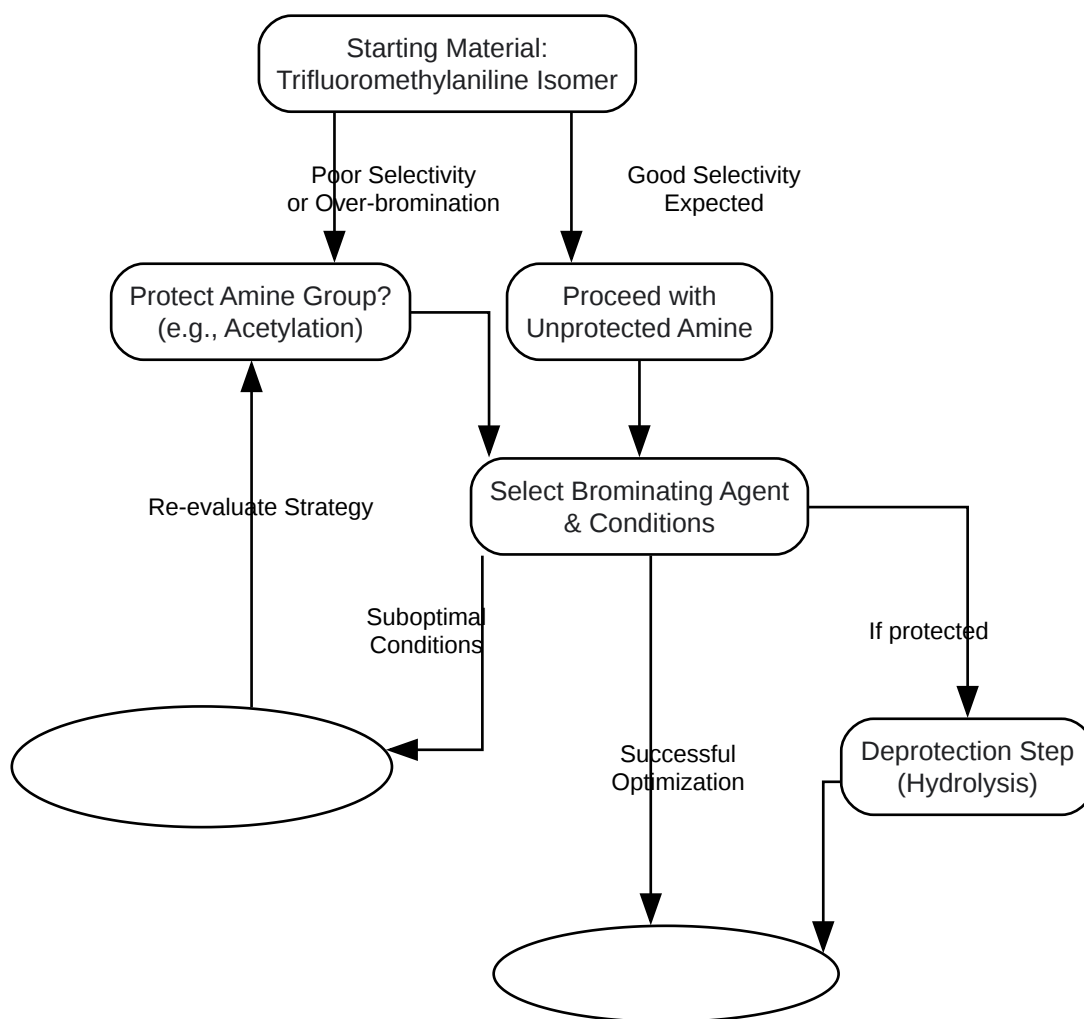 Starting Material:
Trifluoromethylaniline Isomer
Poor Selectivity
or Over-bromination
Good Selectivity
Expected
Protect Amine Group?
(e.g., Acetylation)
Proceed with
Unprotected Amine
Select Brominating Agent
& Conditions
Re-evaluate Strategy
Suboptimal
Conditions
If protected
Successful
Optimization
Deprotection Step
(Hydrolysis)